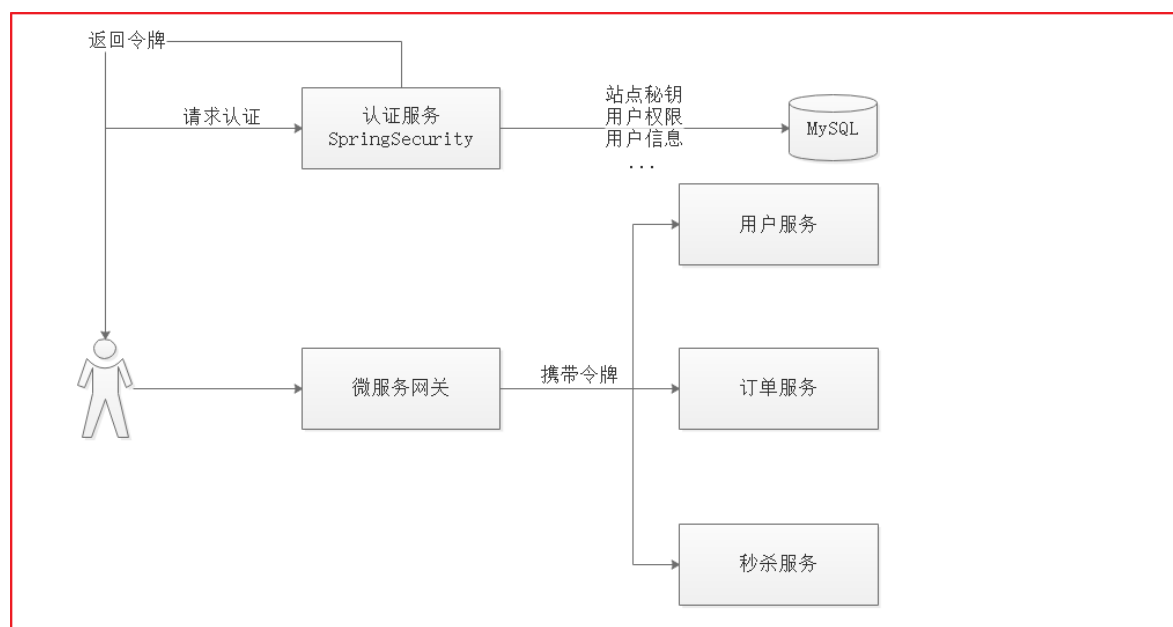 返回令牌
请求认证
认证服务
SpringSecurity
站点秘钥
用户权限
用户信息
...
MySQL
用户服务
微服务网关
携带令牌
订单服务
秒杀服务